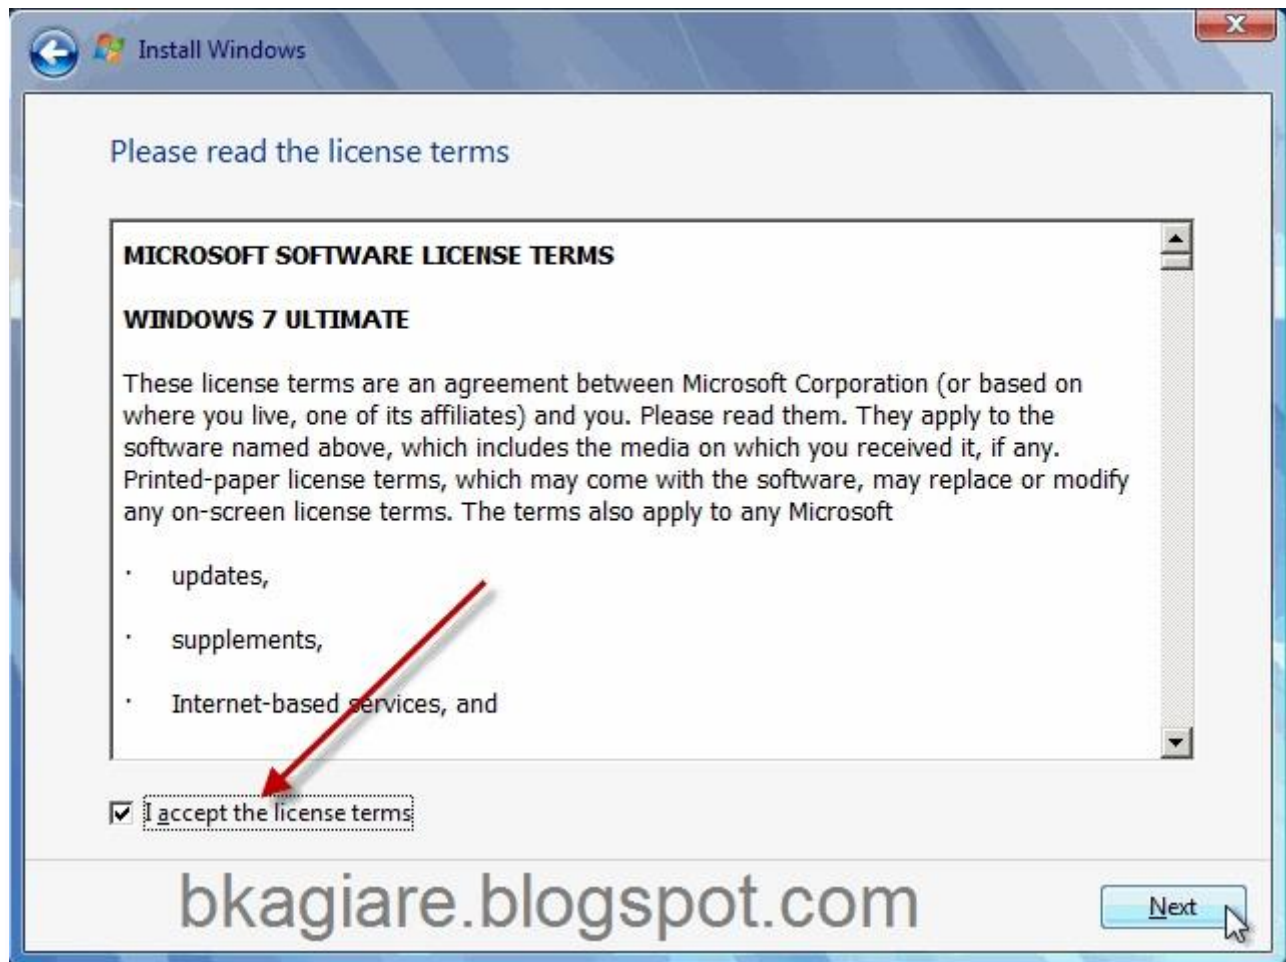 Install Windows
Please read the license terms
MICROSOFT SOFTWARE LICENSE TERMS
WINDOWS 7 ULTIMATE
These license terms are an agreement between Microsoft Corporation (or based on
where you live, one of its affiliates) and you. Please read them. They apply to the
software named above, which includes the media on which you received it, if any.
Printed-paper license terms, which may come with the software, may replace or modify
any on-screen license terms. The terms also apply to any Microsoft
· updates,
· supplements,
· Internet-based services, and
I accept the license terms
bkagiare.blogspot.com
Next